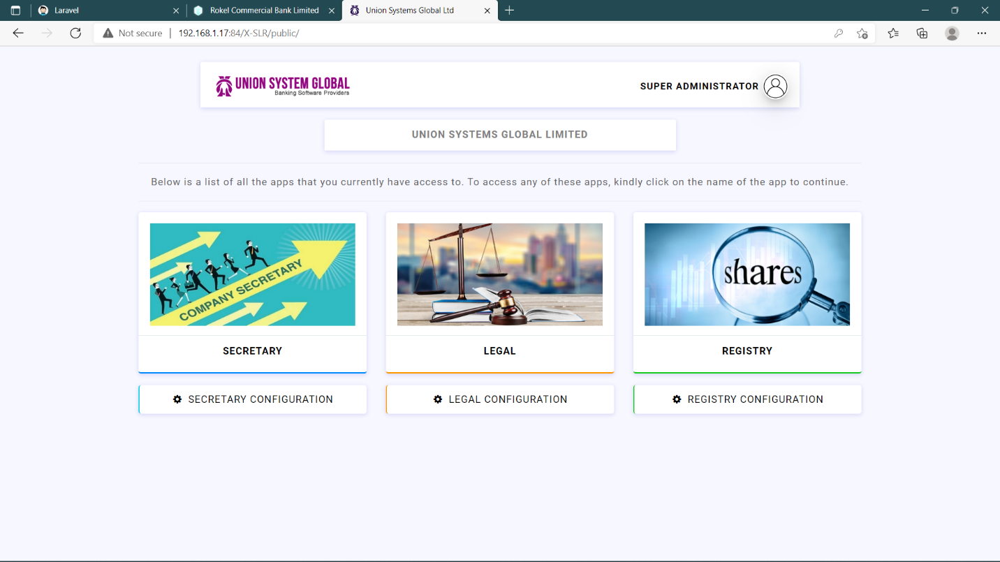 Laravel
Rokel Commercial Bank Limited
Union Systems Global Ltd
Not secure
192.168.1.17:84/X-SLR/public/
UNION SYSTEM GLOBAL
Banking Software Providers
SUPER ADMINISTRATOR
UNION SYSTEMS GLOBAL LIMITED
Below is a list of all the apps that you currently have access to. To access any of these apps, kindly click on the name of the app to continue.
COMPANY SECRETARY
shares
SECRETARY
LEGAL
REGISTRY
SECRETARY CONFIGURATION
LEGAL CONFIGURATION
REGISTRY CONFIGURATION